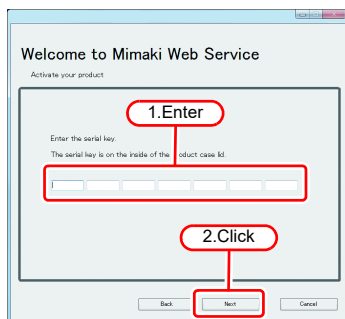 Welcome to Mimaki Web Service
Activate your product
1.Enter
Enter the serial key.
The serial key is on the inside of the product case lid.
2.Click
Back
Next
Cancel